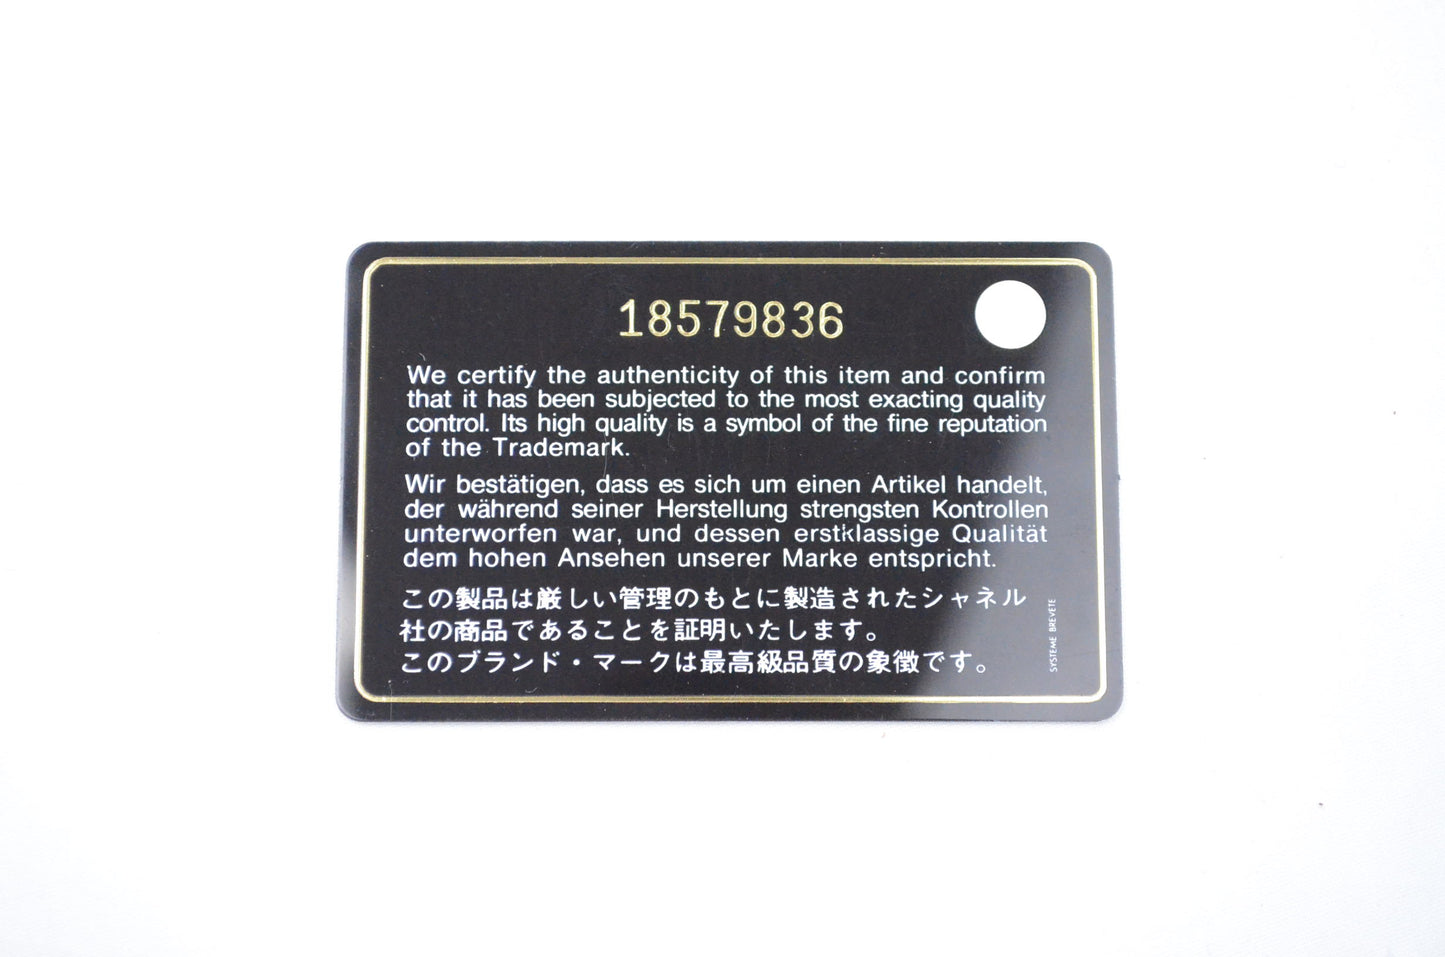 18579836
We certify the authenticity of this item and confirm
that it has been subjected to the most exacting quality
control. Its high quality is a symbol of the fine reputation
of the Trademark.
Wir bestätigen, dass es sich um einen Artikel handelt,
der während seiner Herstellung strengsten Kontrollen
unterworfen war, und dessen erstklassige Qualität
dem hohen Ansehen unserer Marke entspricht.
この製品は厳しい管理のもとに製造されたシャネル
社の商品であることを証明いたします。
このブランド・マークは最高級品質の象徴です。
SYSTEME BREVETE